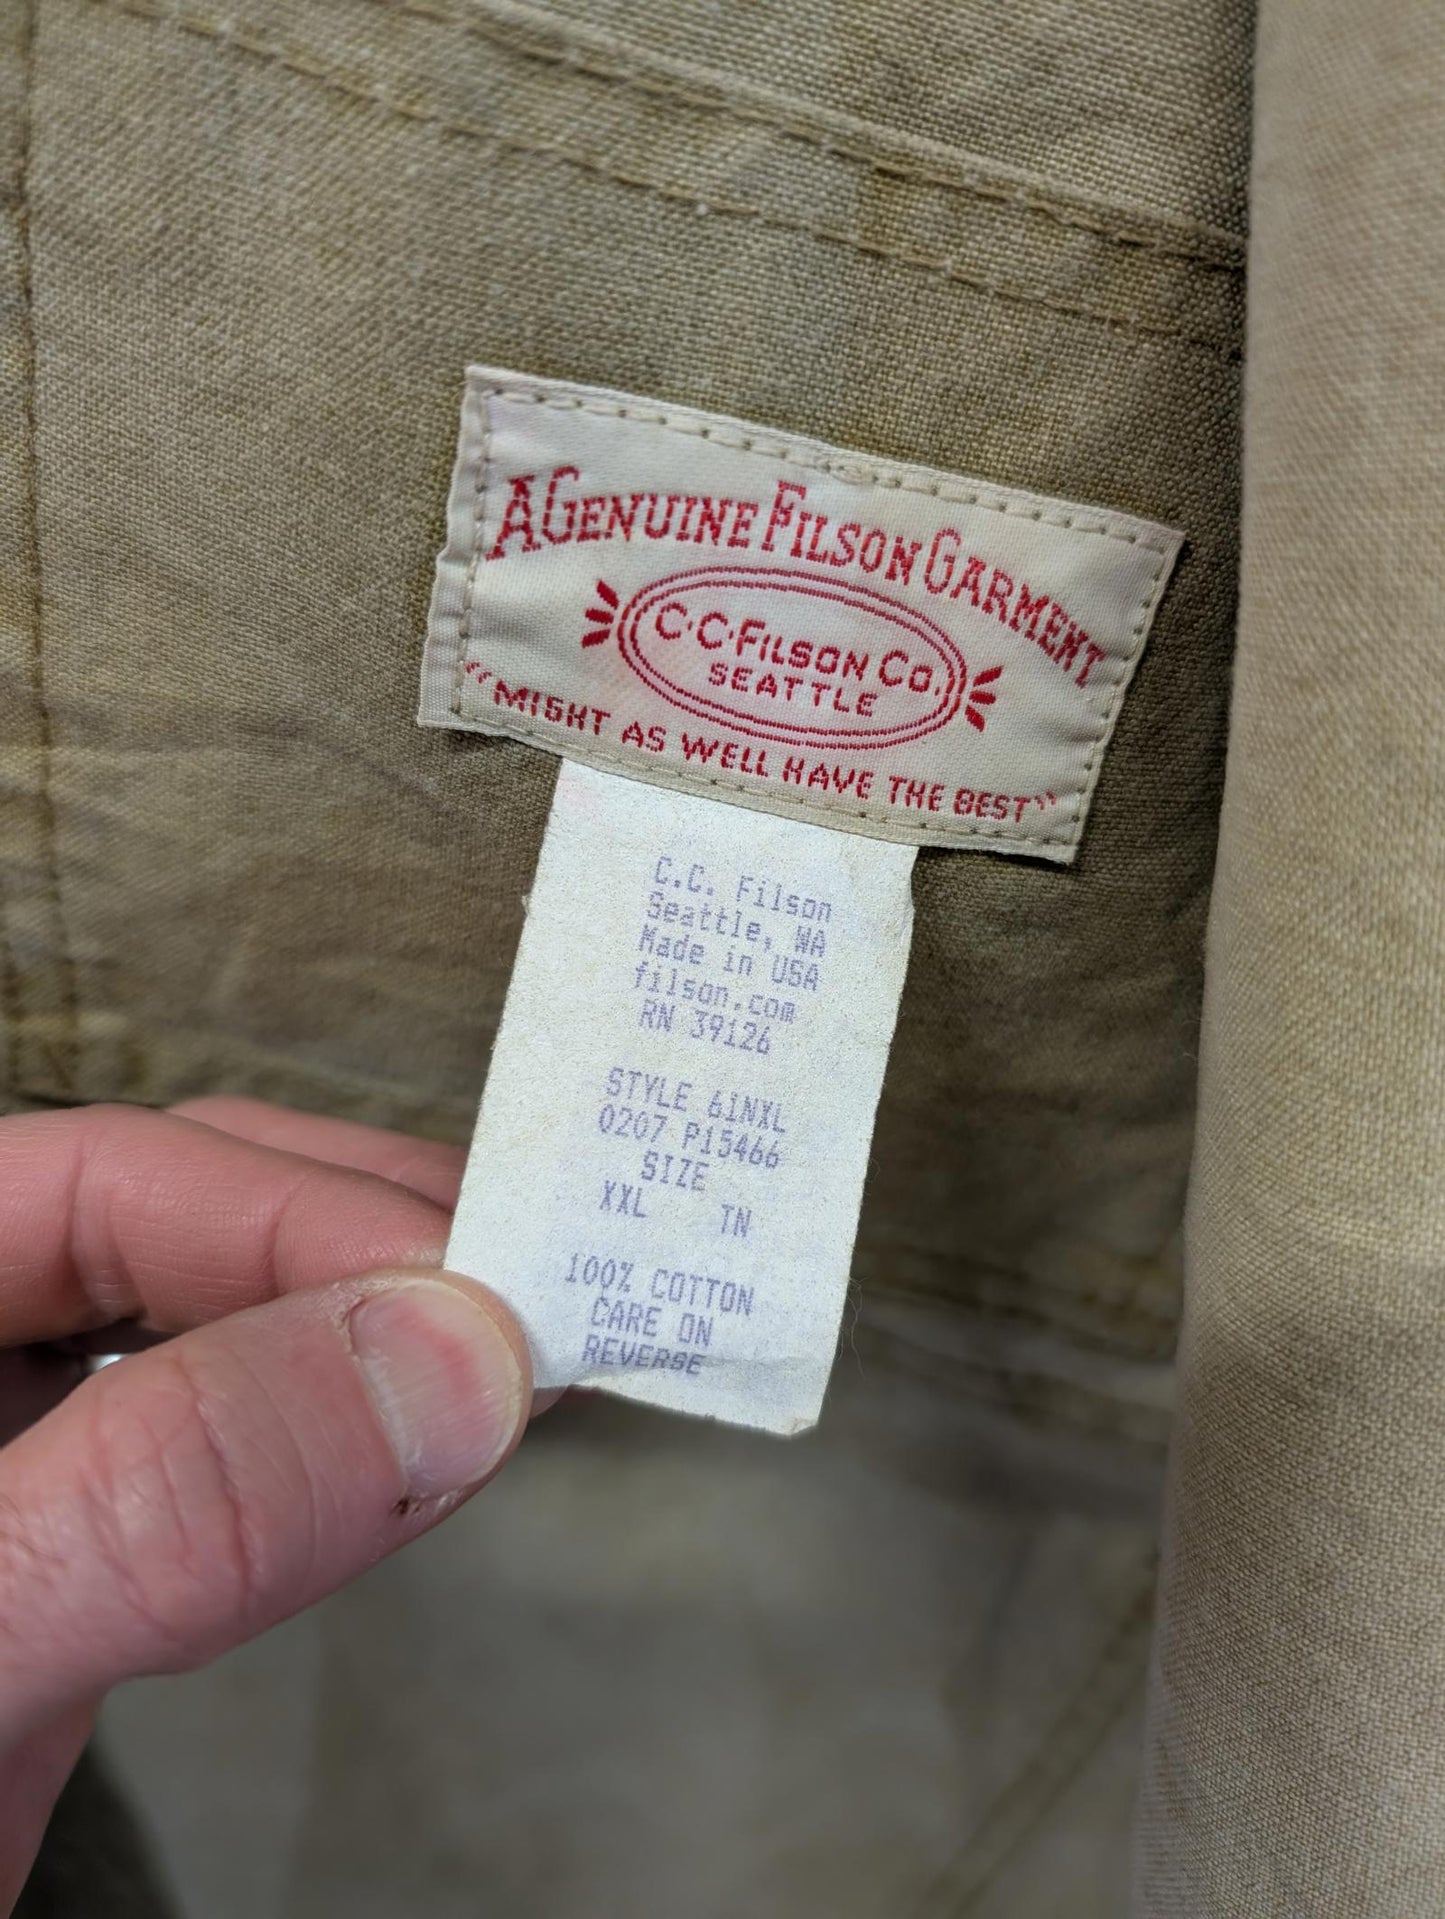 A GENUINE FILSON GARMENT
C.C. FILSON CO.
SEATTLE
"MIGHT AS WELL HAVE THE BEST"
C.C. Filson
Seattle, WA
Made in USA
filson.com
RN 39126
STYLE 61NXL
0207 P15466
SIZE
XXL TN
100% COTTON
CARE ON
REVERSE